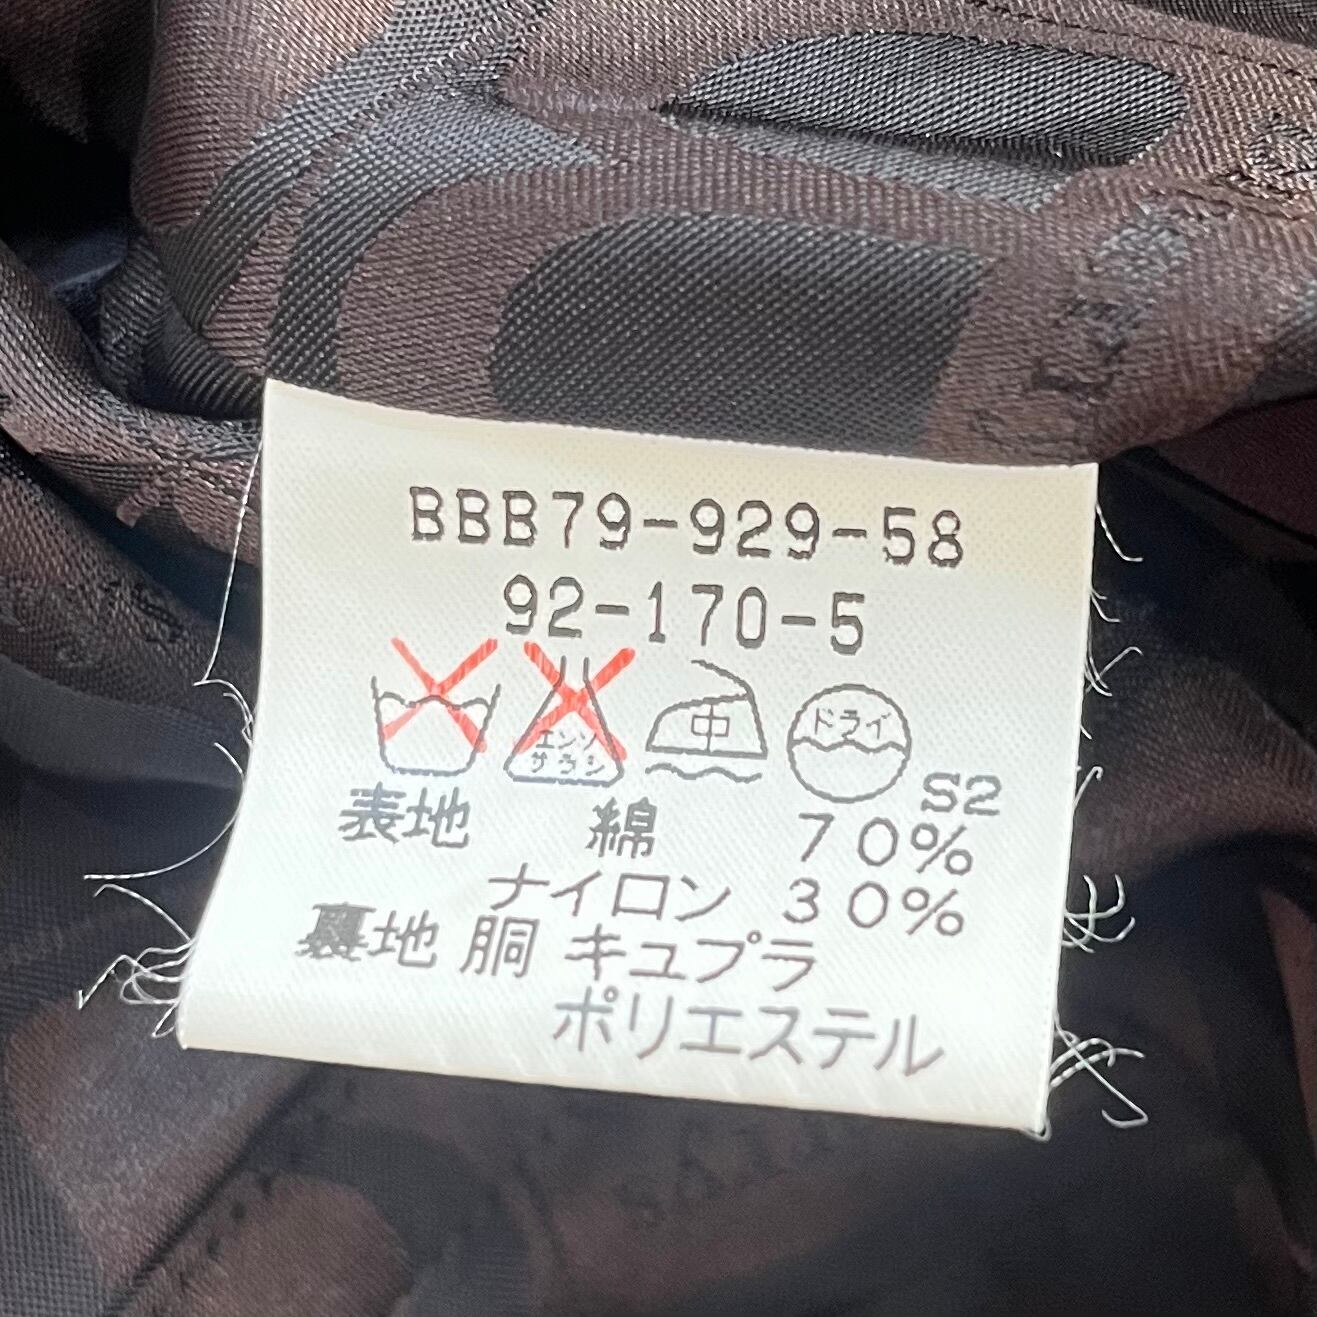 BBB79-929-58
92-170-5
エンソ
サラシ
中
ドライ
S2
表地 綿 70%
ナイロン 30%
裏地 胴 キュプラ
ポリエステル